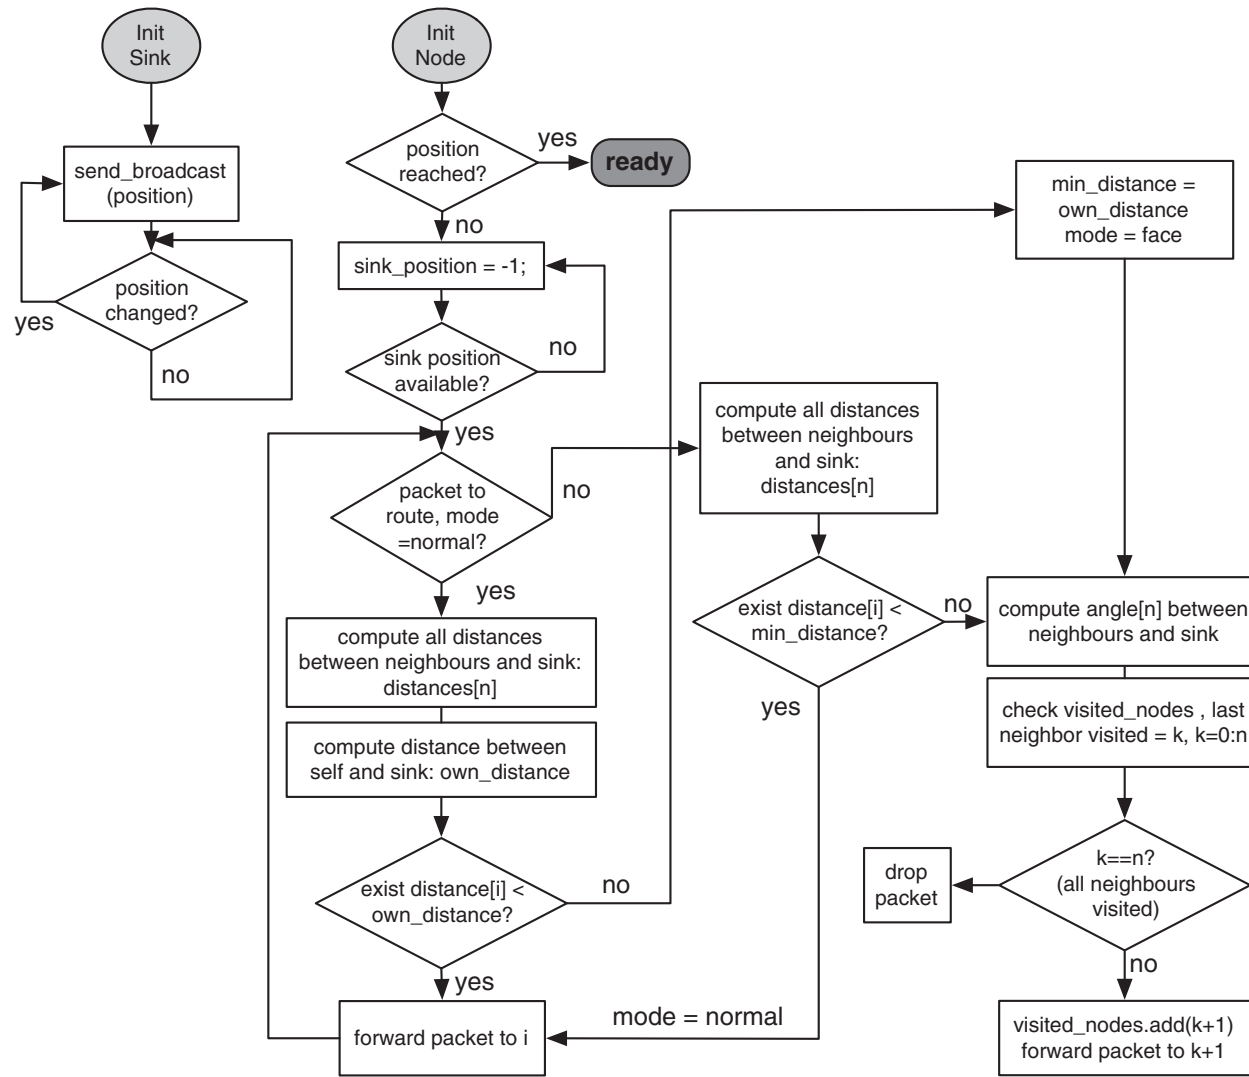 Init
Sink
send_broadcast
(position)
position
changed?
yes
no
Init
Node
position
reached?
yes
ready
no
sink_position = -1;
sink position
available?
no
yes
packet to
route, mode
=normal?
no
yes
compute all distances
between neighbours and sink:
distances[n]
compute distance between
self and sink: own_distance
exist distance[i] <
own_distance?
no
yes
forward packet to i
compute all distances
between neighbours
and sink:
distances[n]
exist distance[i] <
min_distance?
no
yes
mode = normal
min_distance =
own_distance
mode = face
compute angle[n] between
neighbours and sink
check visited_nodes , last
neighbor visited = k, k=0:n
k==n?
(all neighbours
visited)
drop
packet
no
visited_nodes.add(k+1)
forward packet to k+1